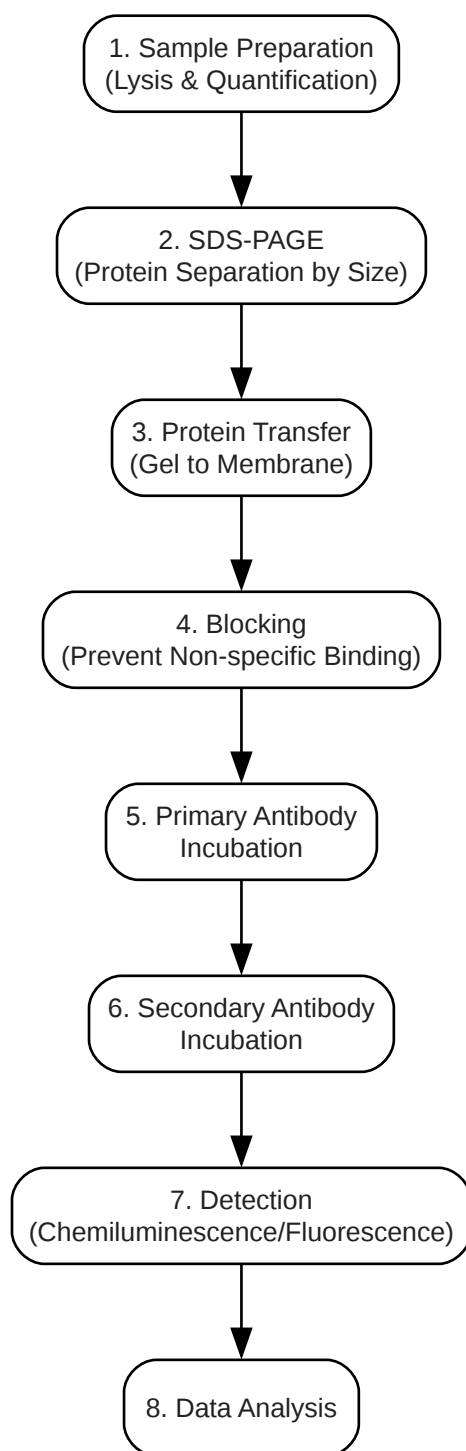 1. Sample Preparation
(Lysis & Quantification)
2. SDS-PAGE
(Protein Separation by Size)
3. Protein Transfer
(Gel to Membrane)
4. Blocking
(Prevent Non-specific Binding)
5. Primary Antibody
Incubation
6. Secondary Antibody
Incubation
7. Detection
(Chemiluminescence/Fluorescence)
8. Data Analysis